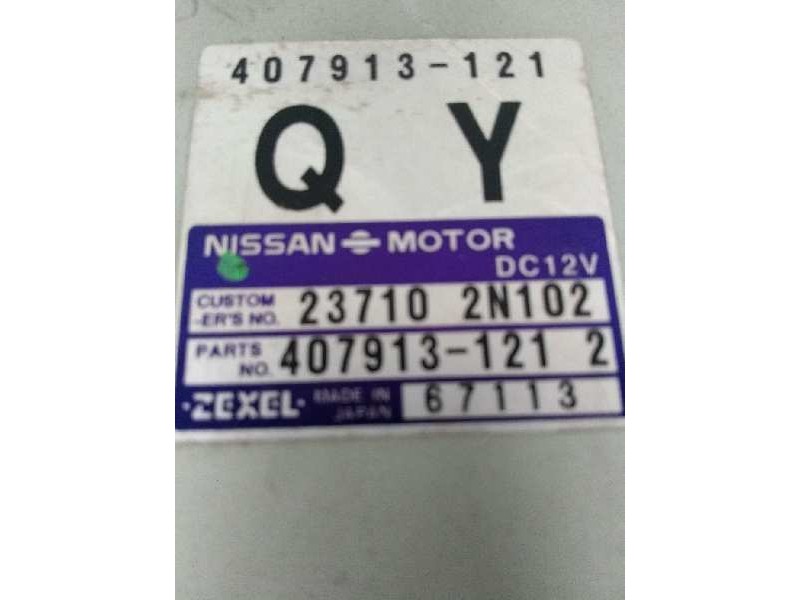 407913-121
Q Y
NISSAN MOTOR
DC12V
CUSTOM
-ER'S NO. 23710 2N102
PARTS
NO. 407913-121 2
·ZEXEL· MADE IN
JAPAN 67113